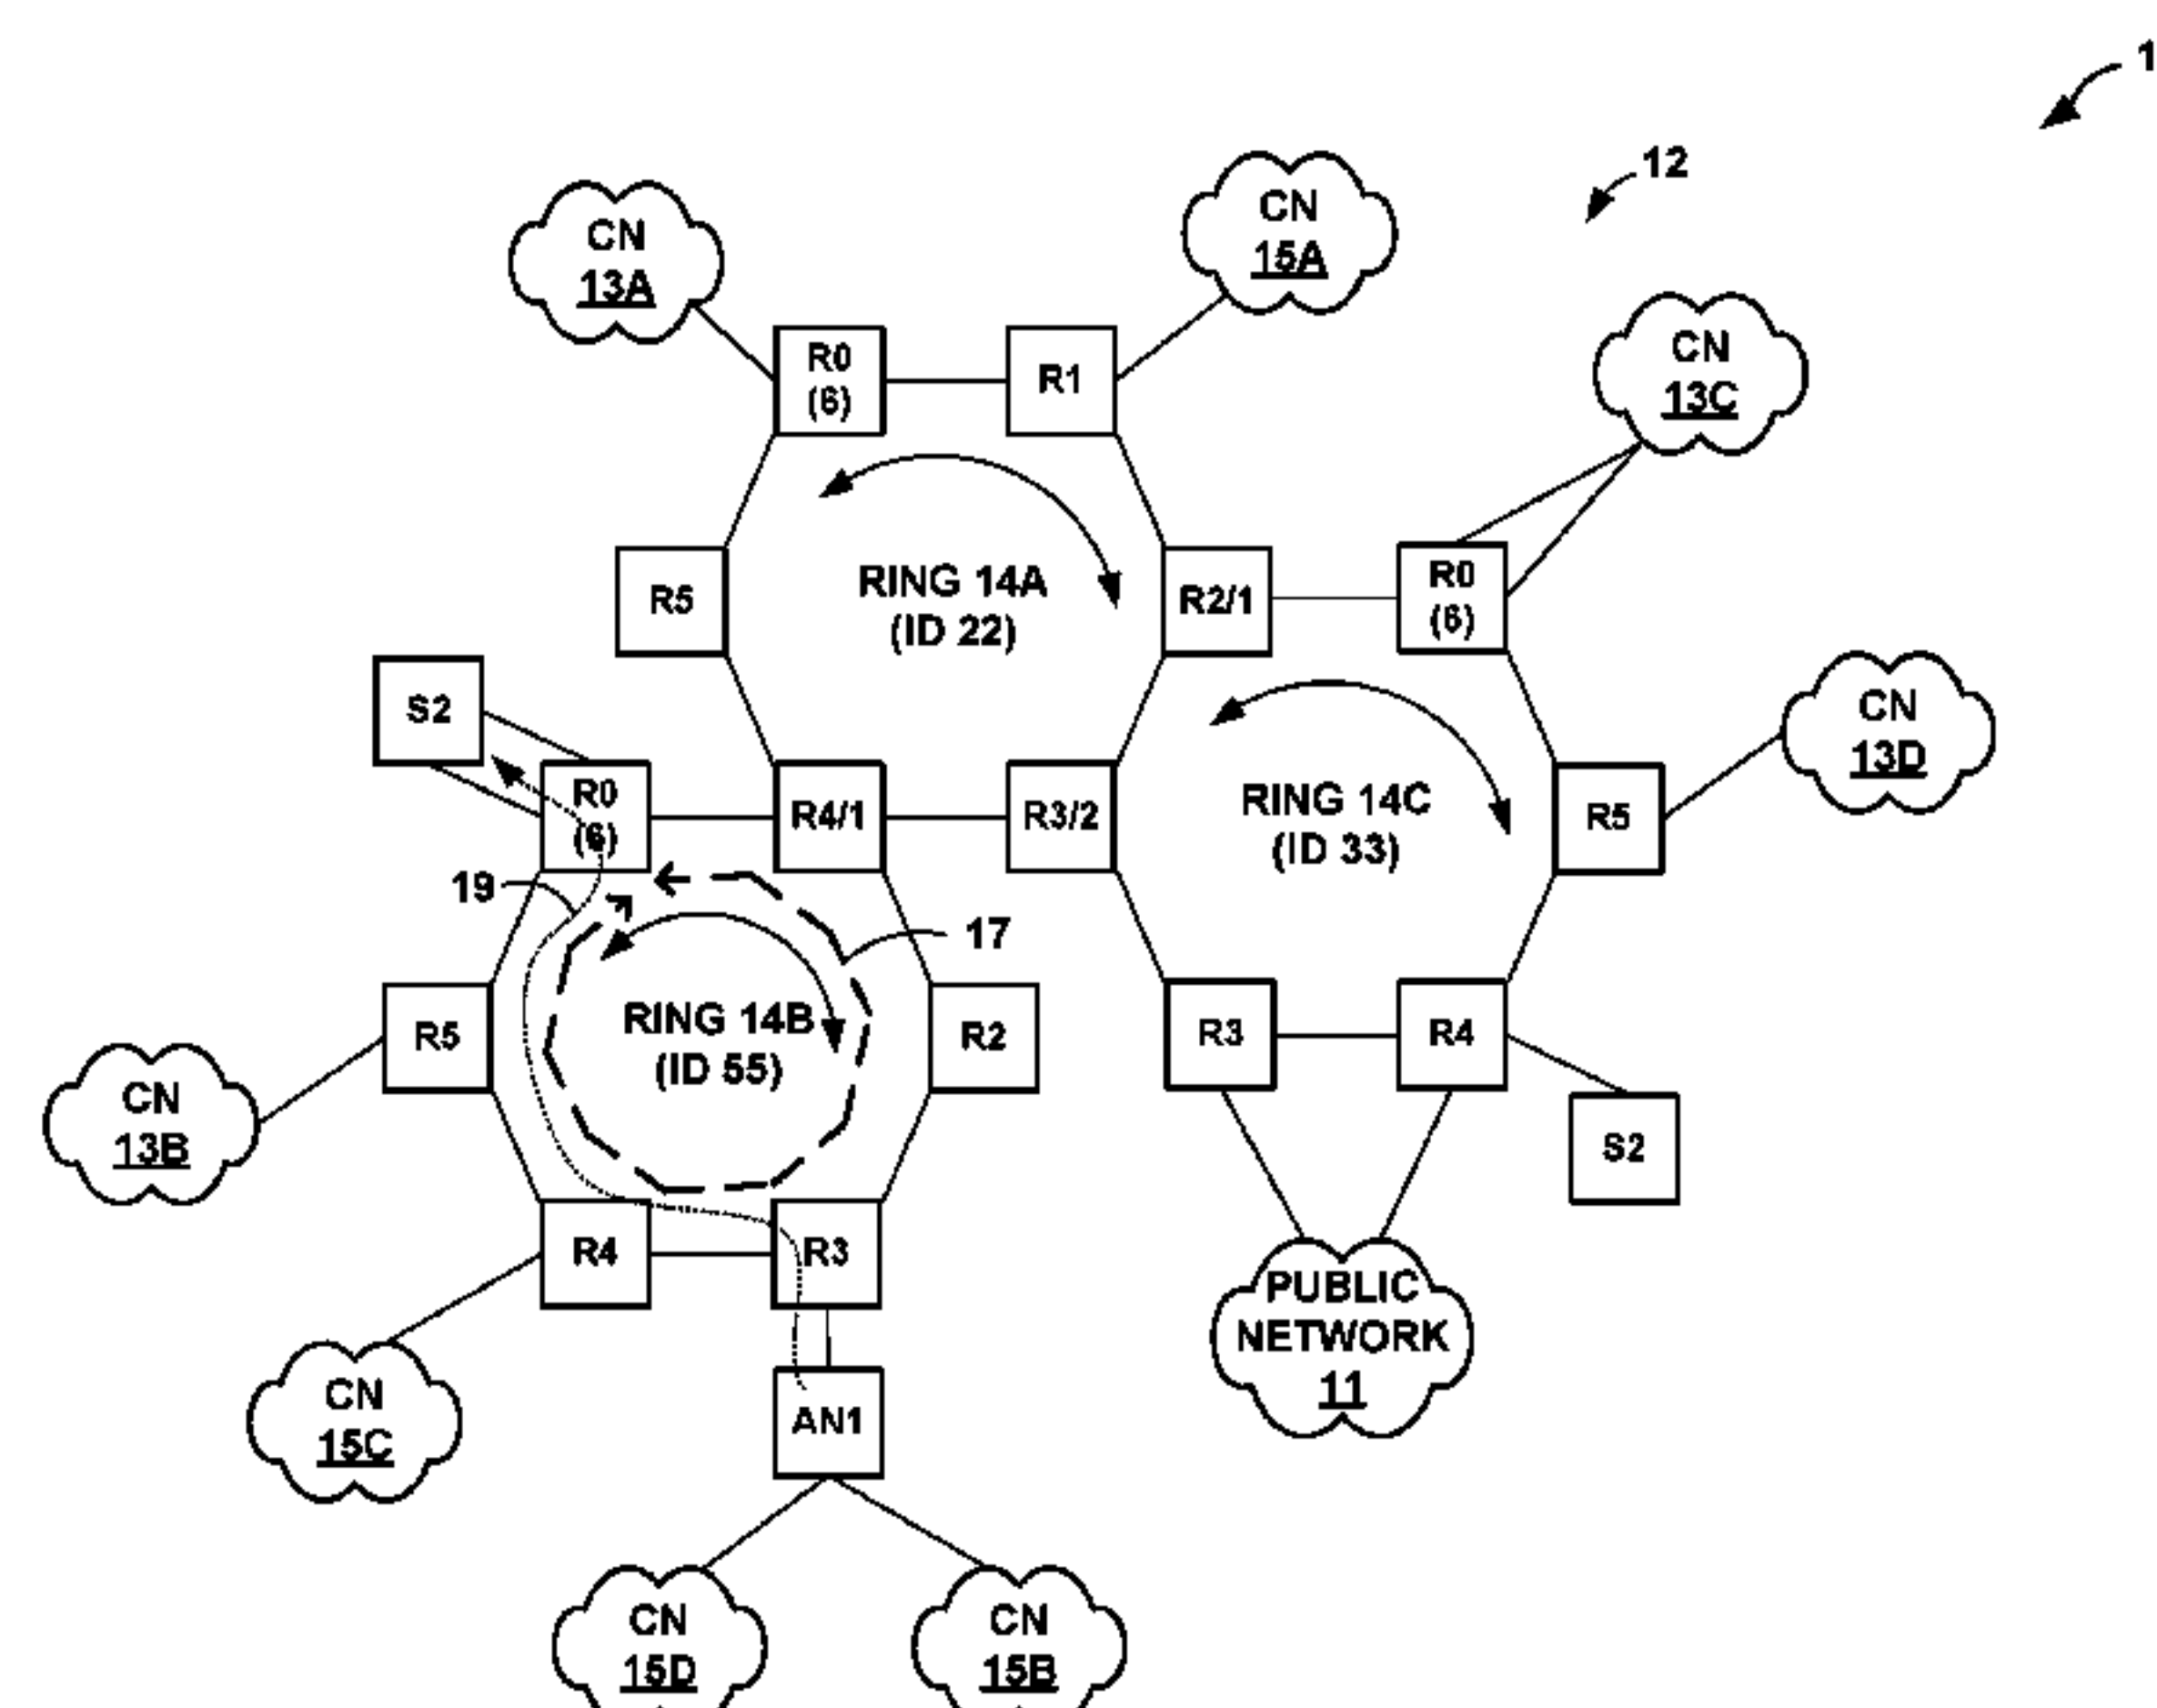 1
12
CN
13A
CN
15A
CN
13C
R0
(6)
R1
R5
RING 14A
(ID 22)
R2/1
R0
(6)
CN
13D
S2
R0
(6)
R4/1
R3/2
RING 14C
(ID 33)
R5
19
17
R5
RING 14B
(ID 55)
R2
R3
R4
CN
13B
S2
R4
R3
PUBLIC
NETWORK
11
CN
15C
AN1
CN
15D
CN
15B